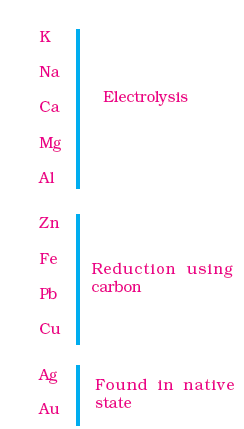 K
Na
Ca
Electrolysis
Mg
Al
Zn
Fe
Reduction using
carbon
Pb
Cu
Ag
Found in native
state
Au